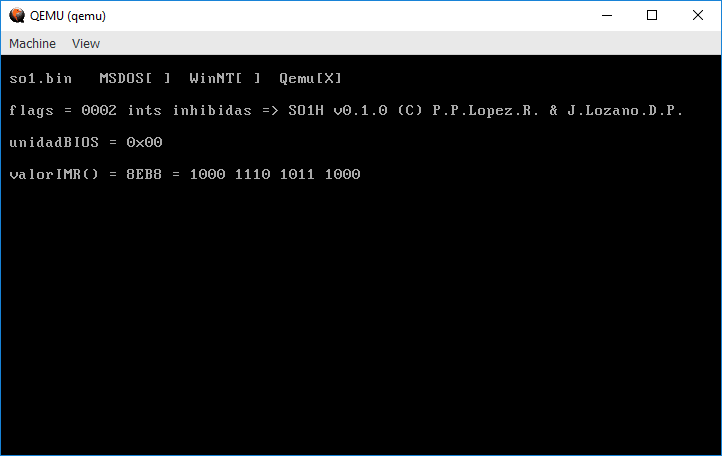 QEMU (qemu)
Machine View
so1.bin   MSDOS[ ]  WinNT[ ]  Qemu[X]
flags = 0002 ints inhibidas => SO1H v0.1.0 (C) P.P.Lopez.R. & J.Lozano.D.P.
unidadBIOS = 0x00
valorIMR() = 8EB8 = 1000 1110 1011 1000